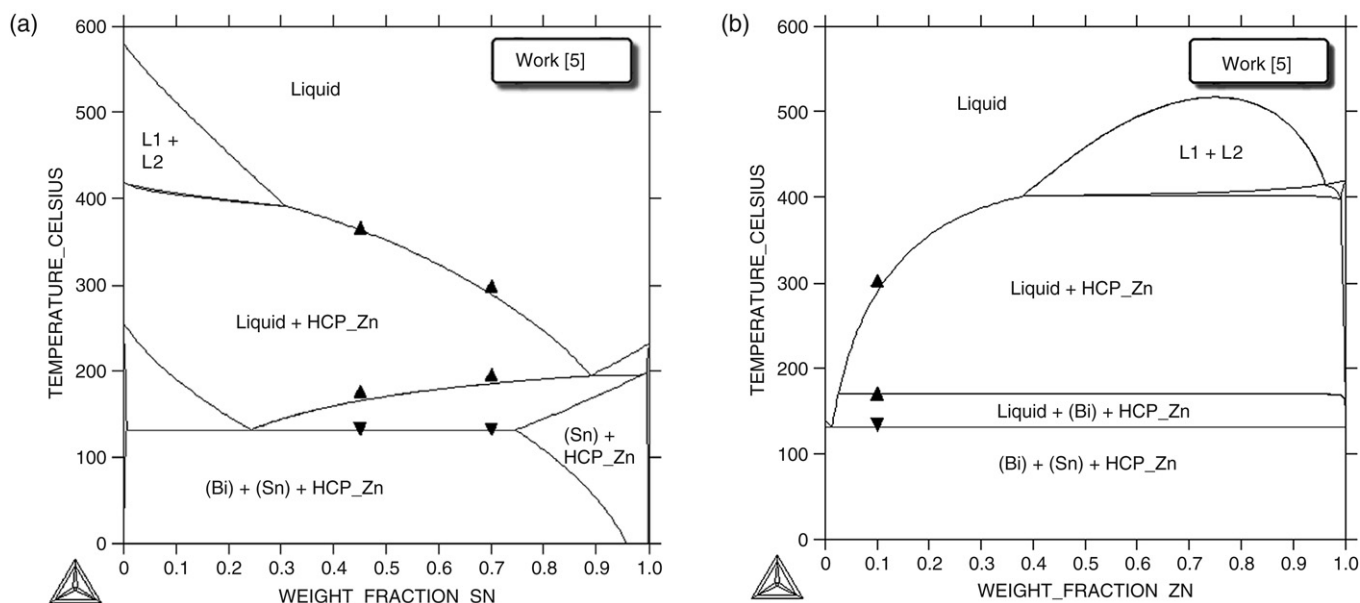 (a)
600
500
400
300
200
100
0
TEMPERATURE_CELSIUS
Work [5]
Liquid
L1 +
L2
Liquid + HCP_Zn
(Sn) +
HCP_Zn
(Bi) + (Sn) + HCP_Zn
0 0.1 0.2 0.3 0.4 0.5 0.6 0.7 0.8 0.9 1.0
WEIGHT_FRACTION_SN
(b)
600
500
400
300
200
100
0
TEMPERATURE_CELSIUS
Work [5]
Liquid
L1 + L2
Liquid + HCP_Zn
Liquid + (Bi) + HCP_Zn
(Bi) + (Sn) + HCP_Zn
0 0.1 0.2 0.3 0.4 0.5 0.6 0.7 0.8 0.9 1.0
WEIGHT_FRACTION_ZN